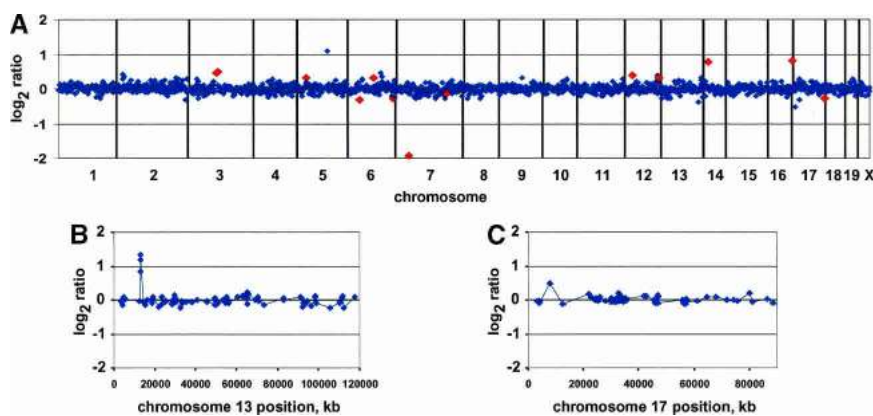 A
2
1
0
-1
-2
log2 ratio
1 2 3 4 5 6 7 8 9 10 11 12 13 14 15 16 17 18 19 X
chromosome
B
2
1
0
-1
-2
log2 ratio
0 20000 40000 60000 80000 100000 120000
chromosome 13 position, kb
C
2
1
0
-1
-2
log2 ratio
0 20000 40000 60000 80000
chromosome 17 position, kb